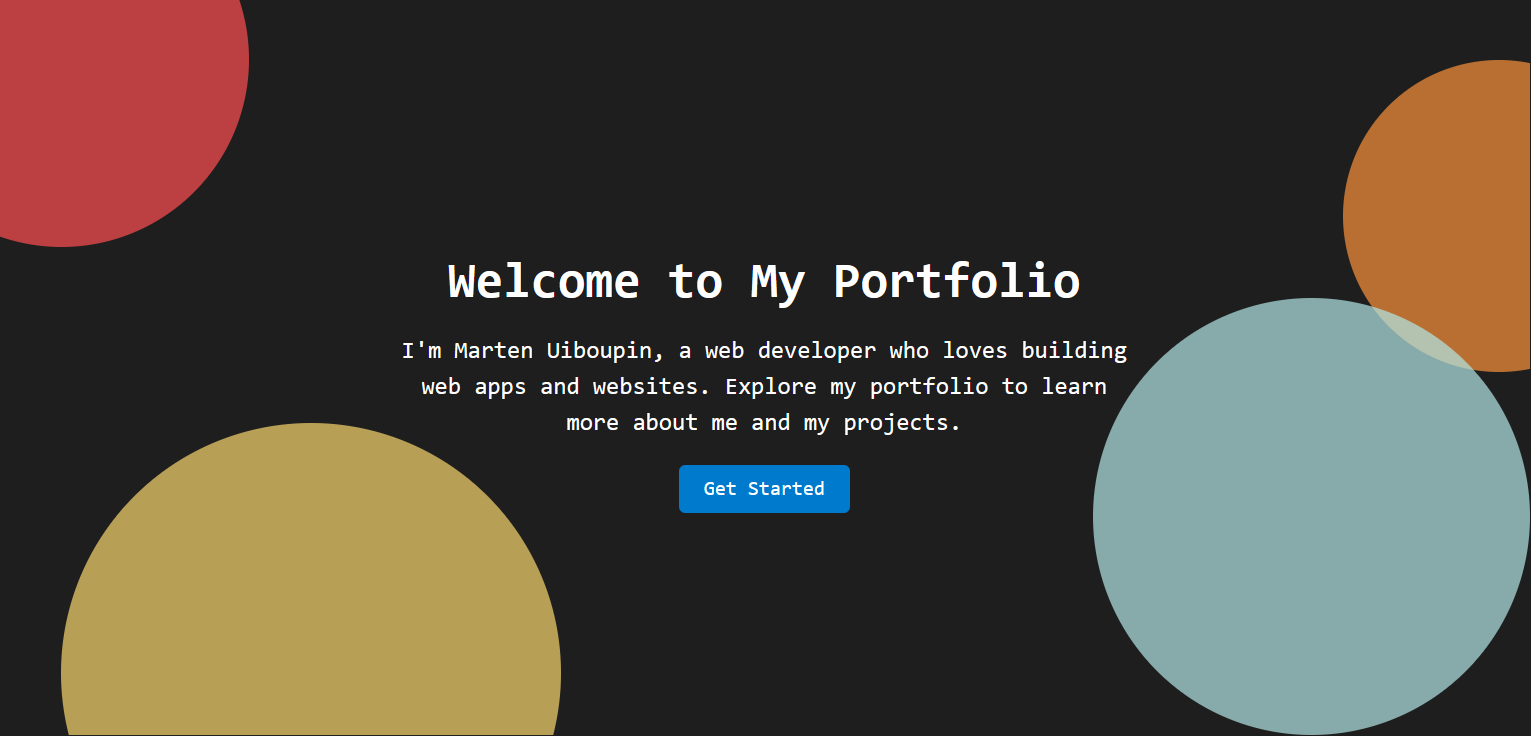 Welcome to My Portfolio
I'm Marten Uiboupin, a web developer who loves building
web apps and websites. Explore my portfolio to learn
more about me and my projects.
Get Started